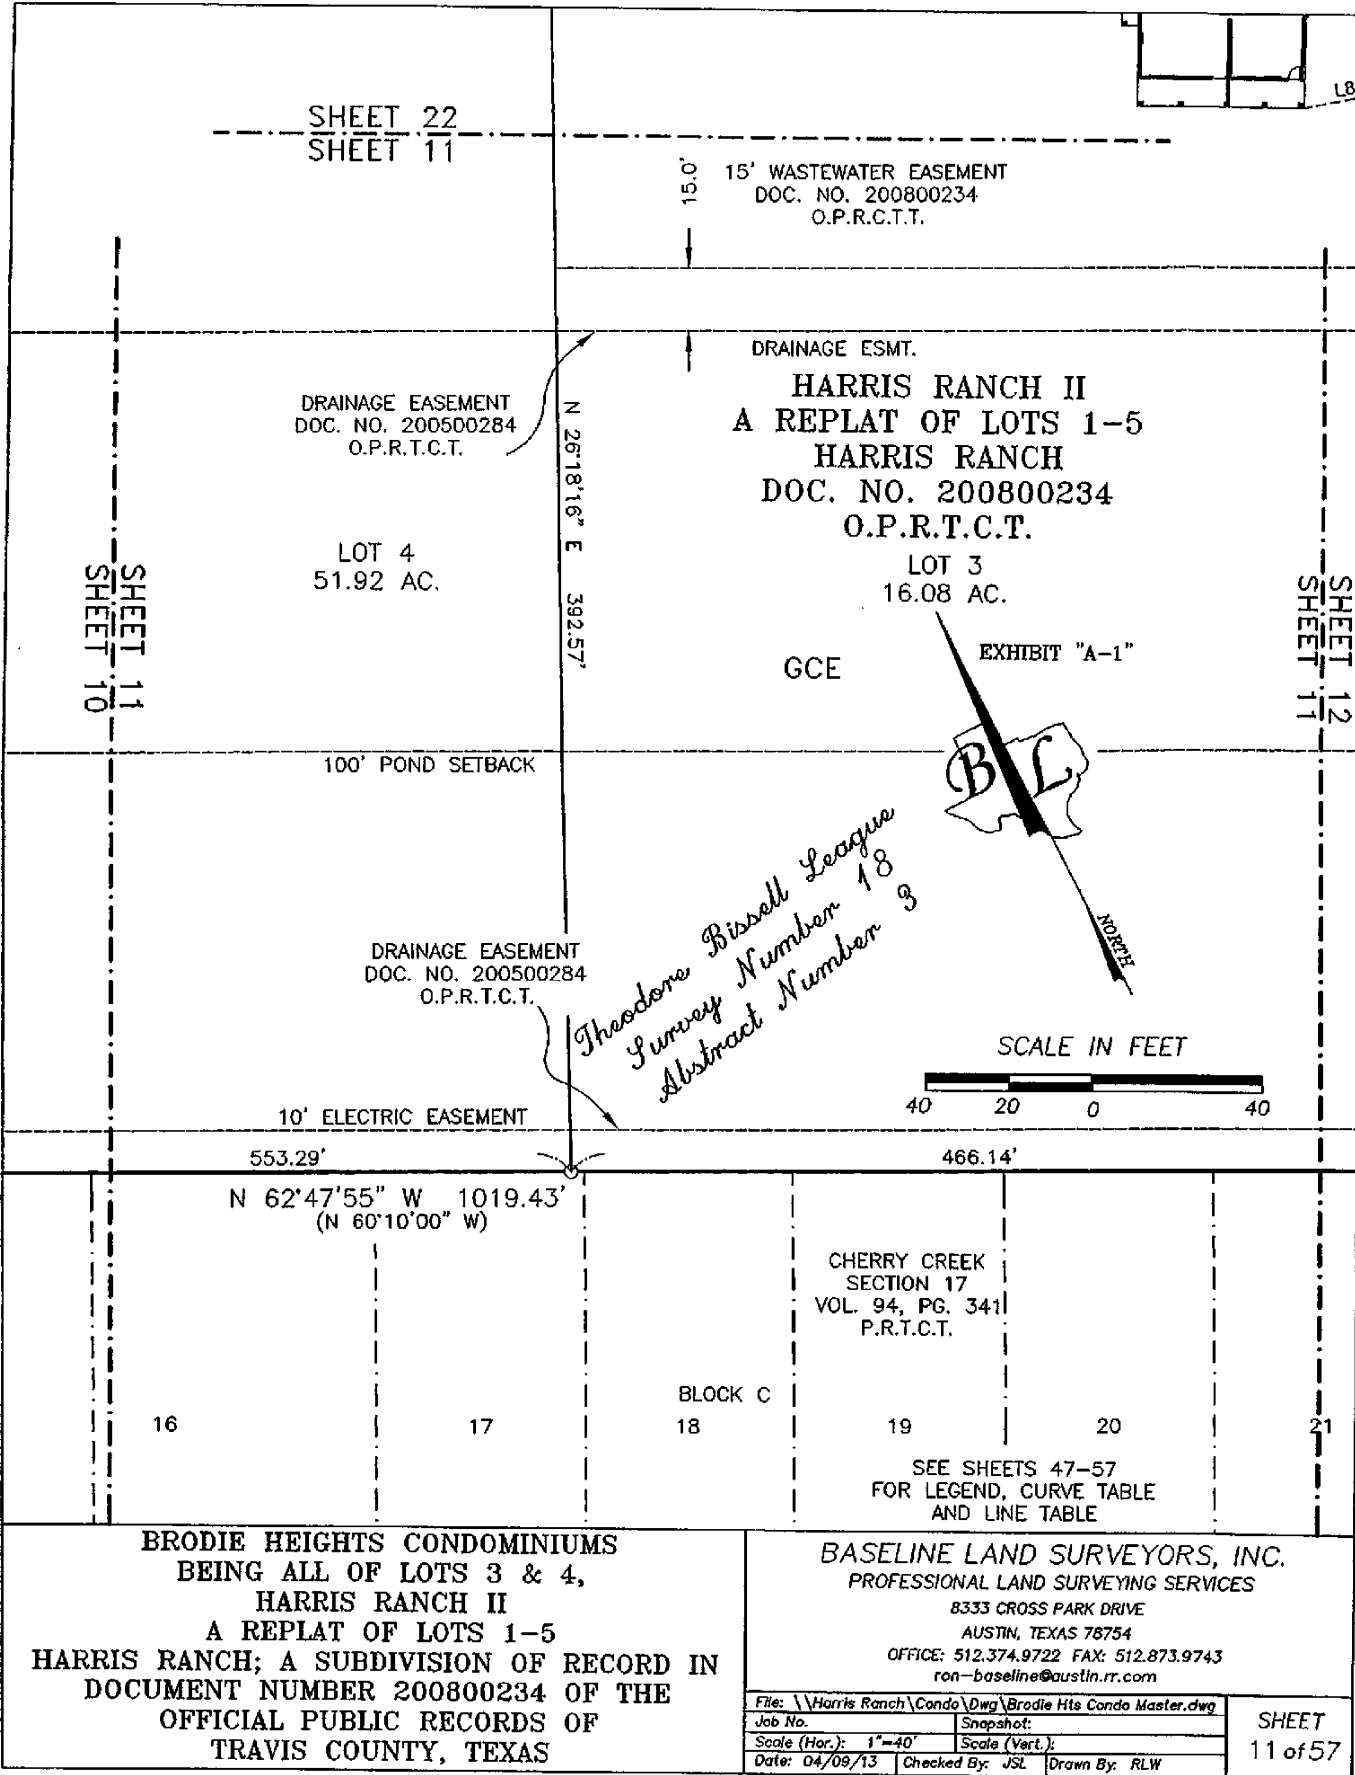 L8
SHEET 22
SHEET 11
15.0'
15' WASTEWATER EASEMENT
DOC. NO. 200800234
O.P.R.C.T.T.
DRAINAGE ESMT.
DRAINAGE EASEMENT
DOC. NO. 200500284
O.P.R.T.C.T.
N 26°18'16" E 392.57'
HARRIS RANCH II
A REPLAT OF LOTS 1-5
HARRIS RANCH
DOC. NO. 200800234
O.P.R.T.C.T.
LOT 4
51.92 AC.
LOT 3
16.08 AC.
SHEET 11
SHEET 10
SHEET 12
SHEET 11
GCE
EXHIBIT "A-1"
B L
NORTH
100' POND SETBACK
Theodore Bissell League
Survey Number 18
Abstract Number 3
DRAINAGE EASEMENT
DOC. NO. 200500284
O.P.R.T.C.T.
SCALE IN FEET
40 20 0 40
10' ELECTRIC EASEMENT
553.29'
466.14'
N 62°47'55" W 1019.43'
(N 60°10'00" W)
CHERRY CREEK
SECTION 17
VOL. 94, PG. 341
P.R.T.C.T.
BLOCK C
16 17 18 19 20 21
SEE SHEETS 47-57
FOR LEGEND, CURVE TABLE
AND LINE TABLE
BRODIE HEIGHTS CONDOMINIUMS
BEING ALL OF LOTS 3 & 4,
HARRIS RANCH II
A REPLAT OF LOTS 1-5
HARRIS RANCH; A SUBDIVISION OF RECORD IN
DOCUMENT NUMBER 200800234 OF THE
OFFICIAL PUBLIC RECORDS OF
TRAVIS COUNTY, TEXAS
BASELINE LAND SURVEYORS, INC.
PROFESSIONAL LAND SURVEYING SERVICES
8333 CROSS PARK DRIVE
AUSTIN, TEXAS 78754
OFFICE: 512.374.9722 FAX: 512.873.9743
ron-baseline@austin.rr.com
File: \\Harris Ranch\Condo\Dwg\Brodie Hts Condo Master.dwg
Job No. Snapshot:
Scale (Hor.): 1"=40' Scale (Vert.):
Date: 04/09/13 Checked By: JSL Drawn By: RLW
SHEET
11 of 57